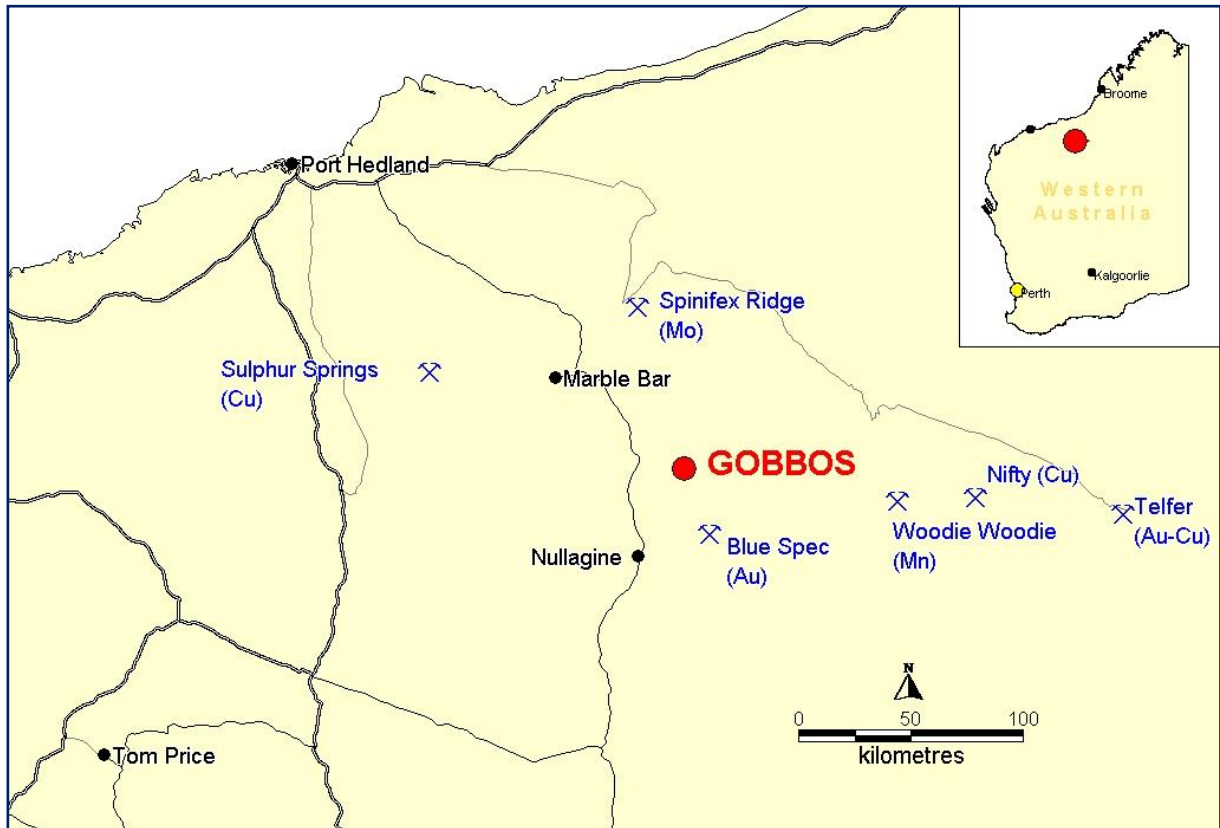 Broome
Western
Australia
Kalgoorlie
Perth
Port Hedland
Spinifex Ridge
(Mo)
Sulphur Springs
(Cu)
Marble Bar
GOBBOS
Nifty (Cu)
Telfer
(Au-Cu)
Woodie Woodie
(Mn)
Blue Spec
(Au)
Nullagine
N
0 50 100
kilometres
Tom Price